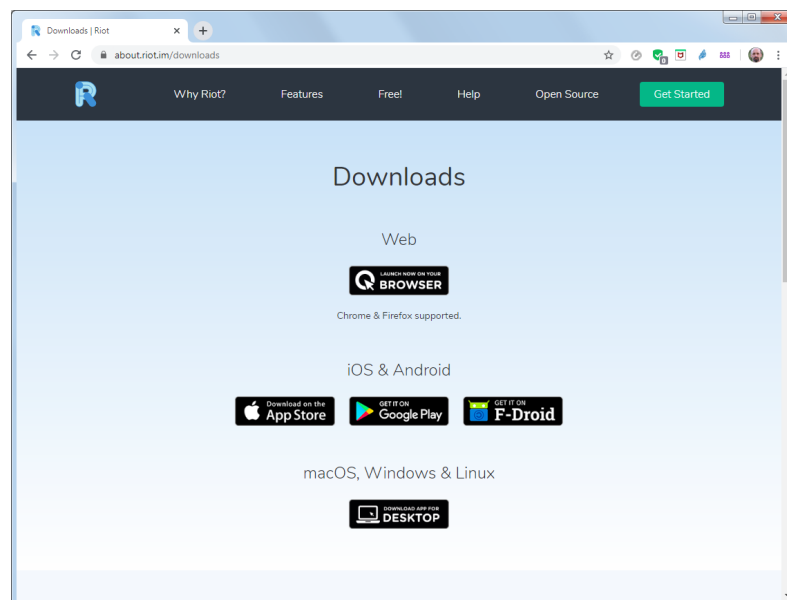 Downloads | Riot
about.riot.im/downloads
Why Riot?
Features
Free!
Help
Open Source
Get Started
Downloads
Web
LAUNCH NOW ON YOUR
BROWSER
Chrome & Firefox supported.
iOS & Android
Download on the
App Store
GET IT ON
Google Play
GET IT ON
F-Droid
macOS, Windows & Linux
DOWNLOAD APP FOR
DESKTOP